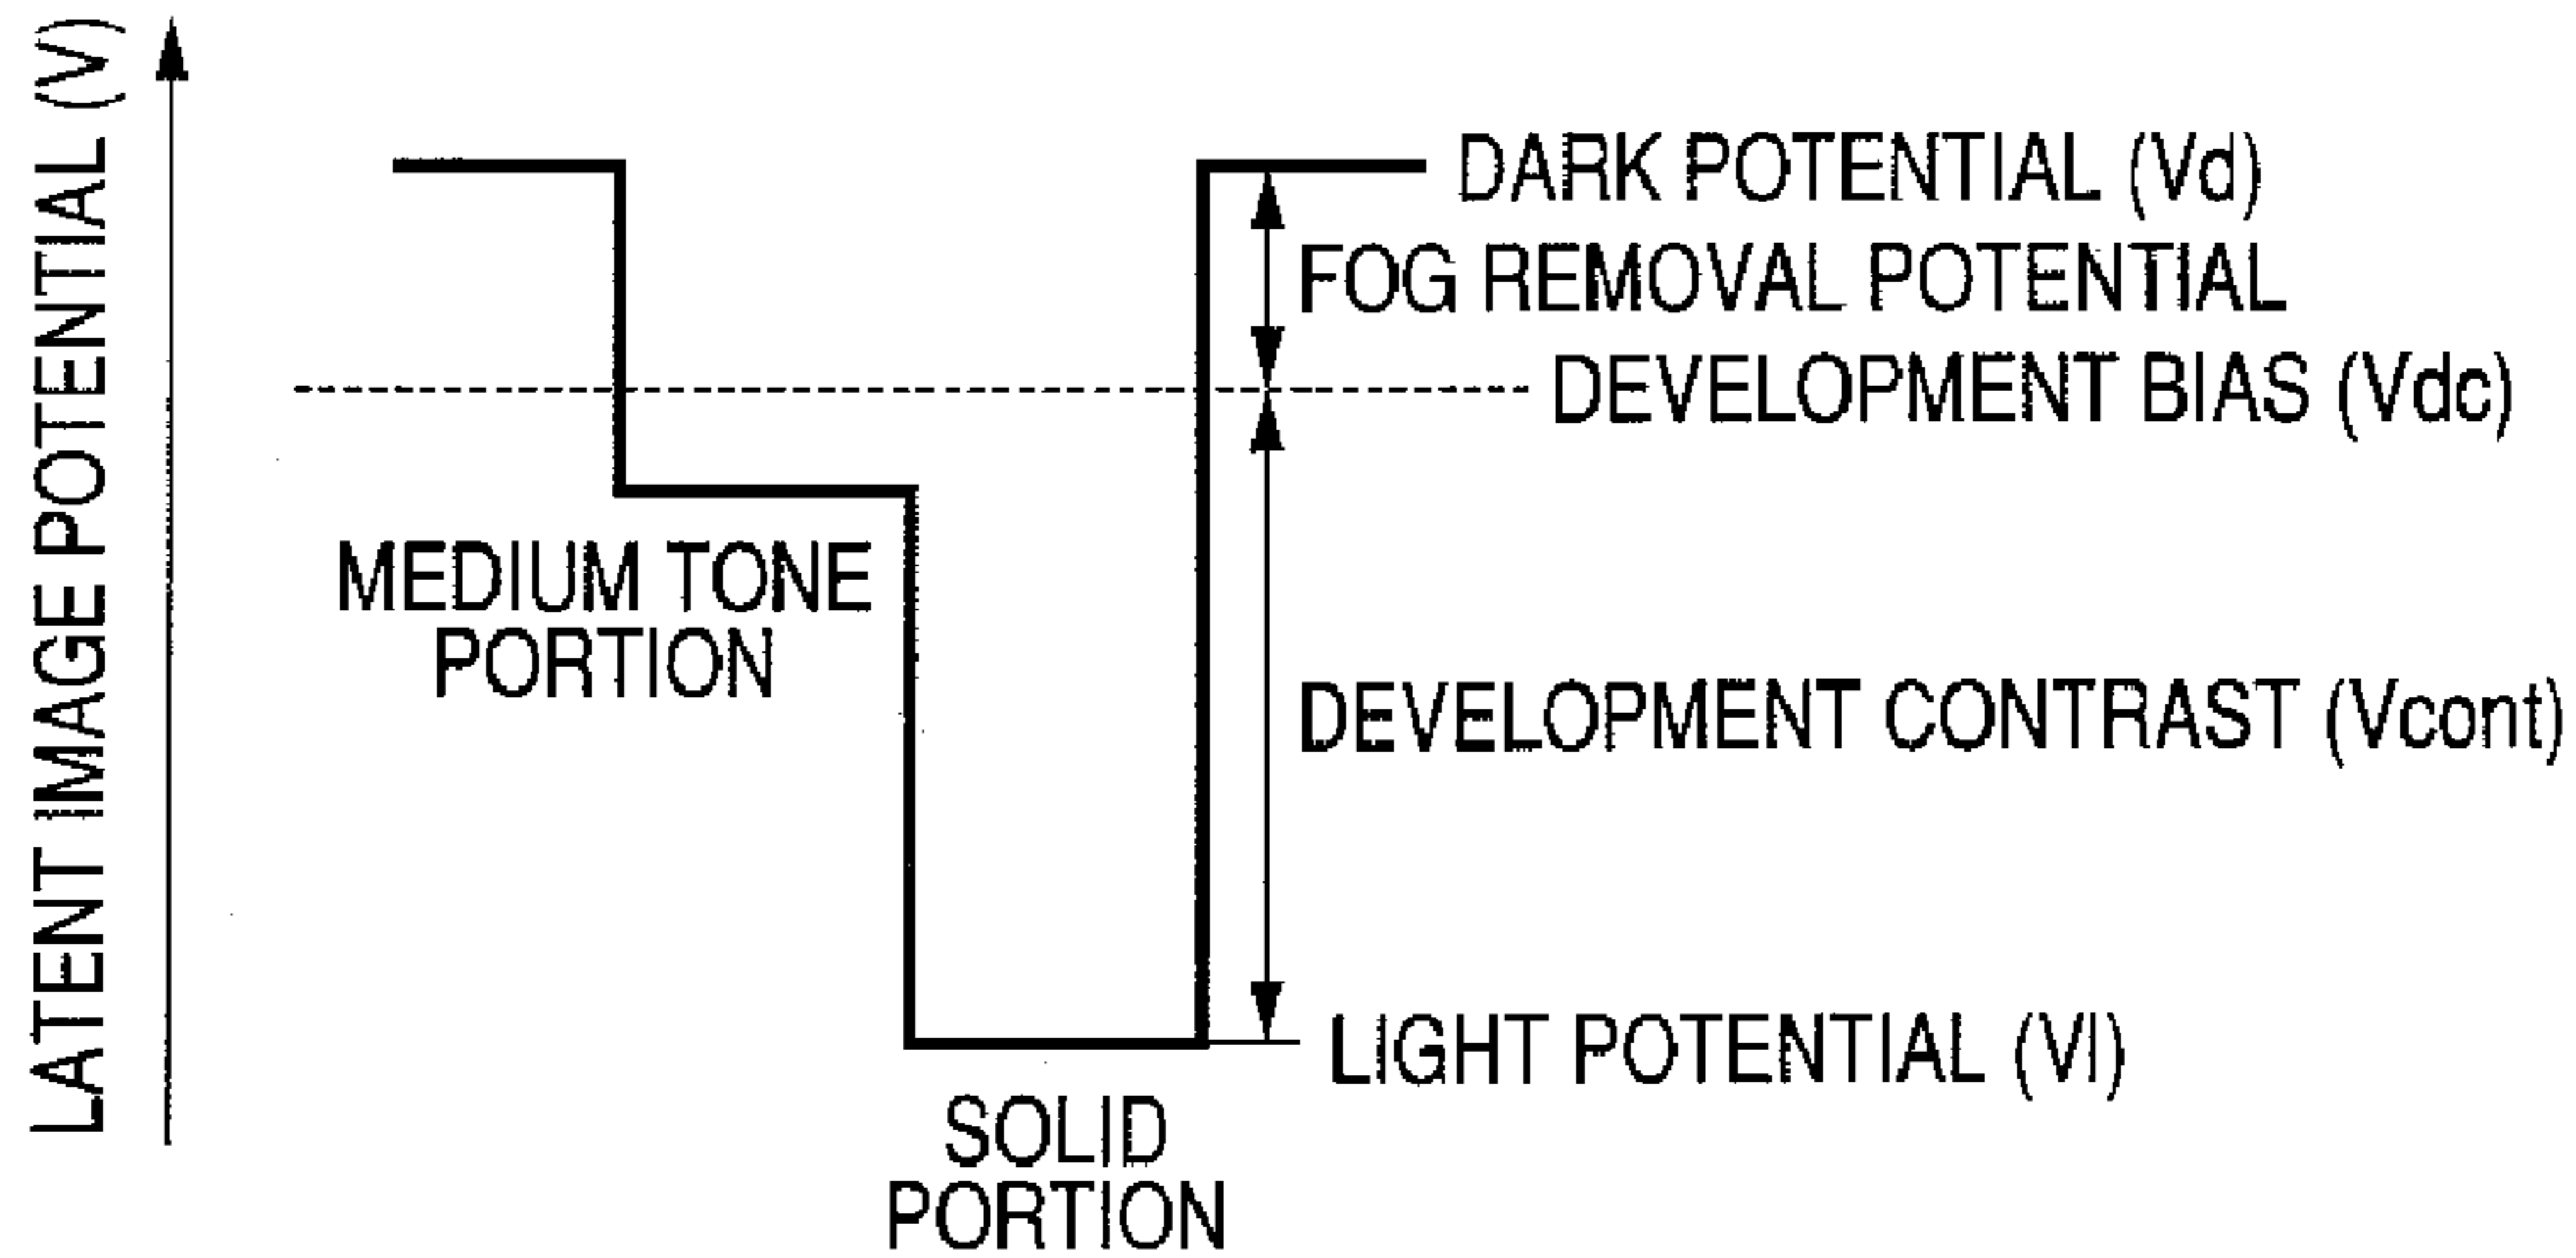 LATENT IMAGE POTENTIAL (V)
DARK POTENTIAL (Vd)
FOG REMOVAL POTENTIAL
DEVELOPMENT BIAS (Vdc)
MEDIUM TONE
PORTION
DEVELOPMENT CONTRAST (Vcont)
LIGHT POTENTIAL (Vl)
SOLID
PORTION